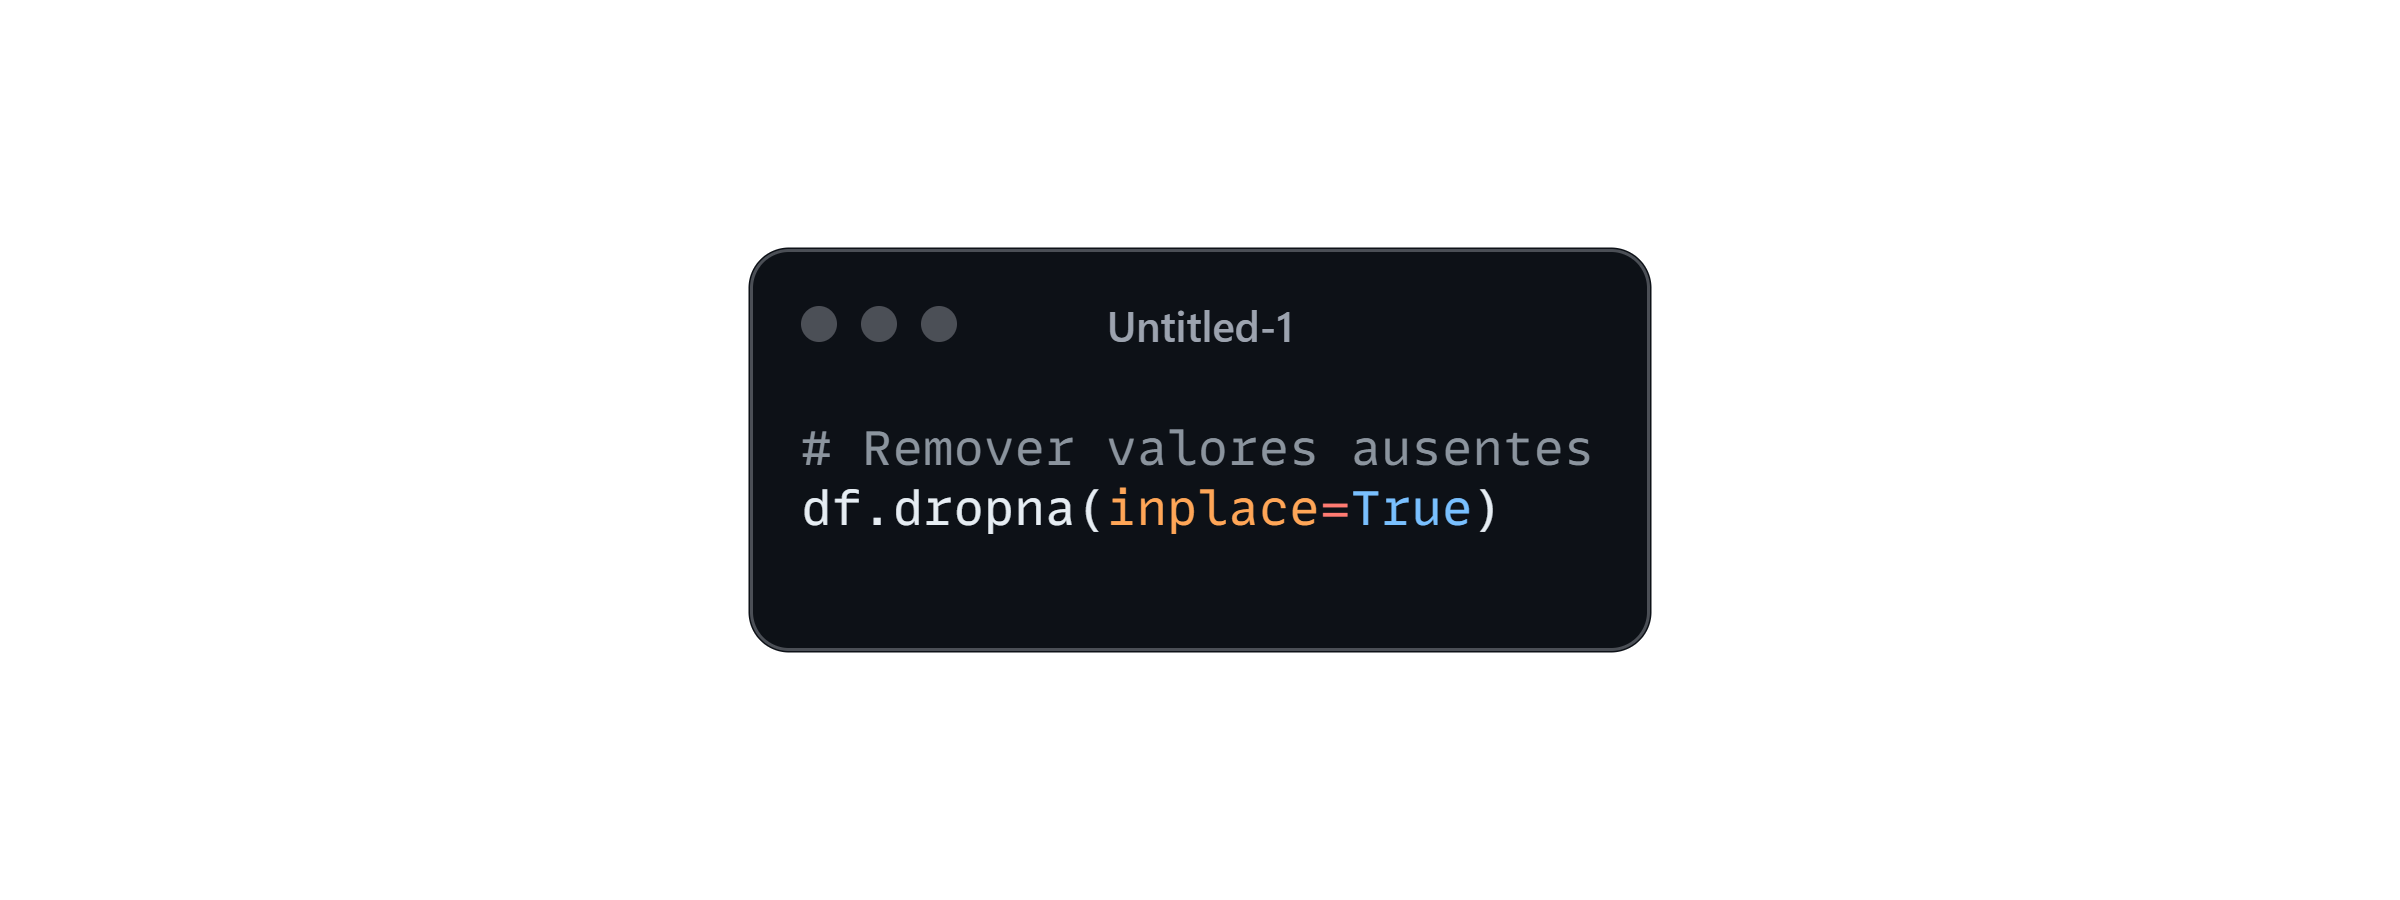 Untitled-1
# Remover valores ausentes
df.dropna(inplace=True)